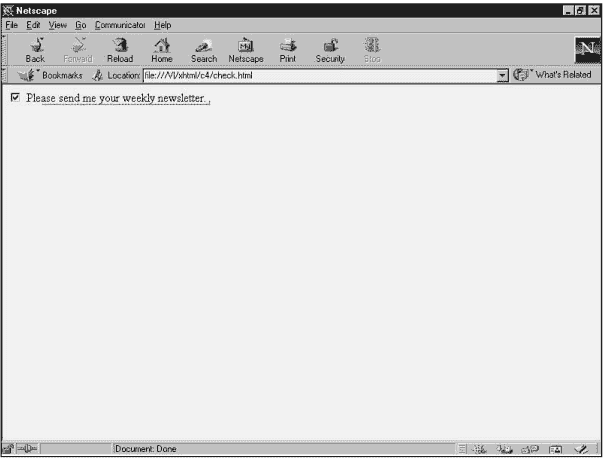 Netscape
File Edit View Go Communicator Help
Back Forward Reload Home Search Netscape Print Security Stop
Bookmarks Location: file:///V|/xhtml/c4/check.html What's Related
Please send me your weekly newsletter.
Document: Done